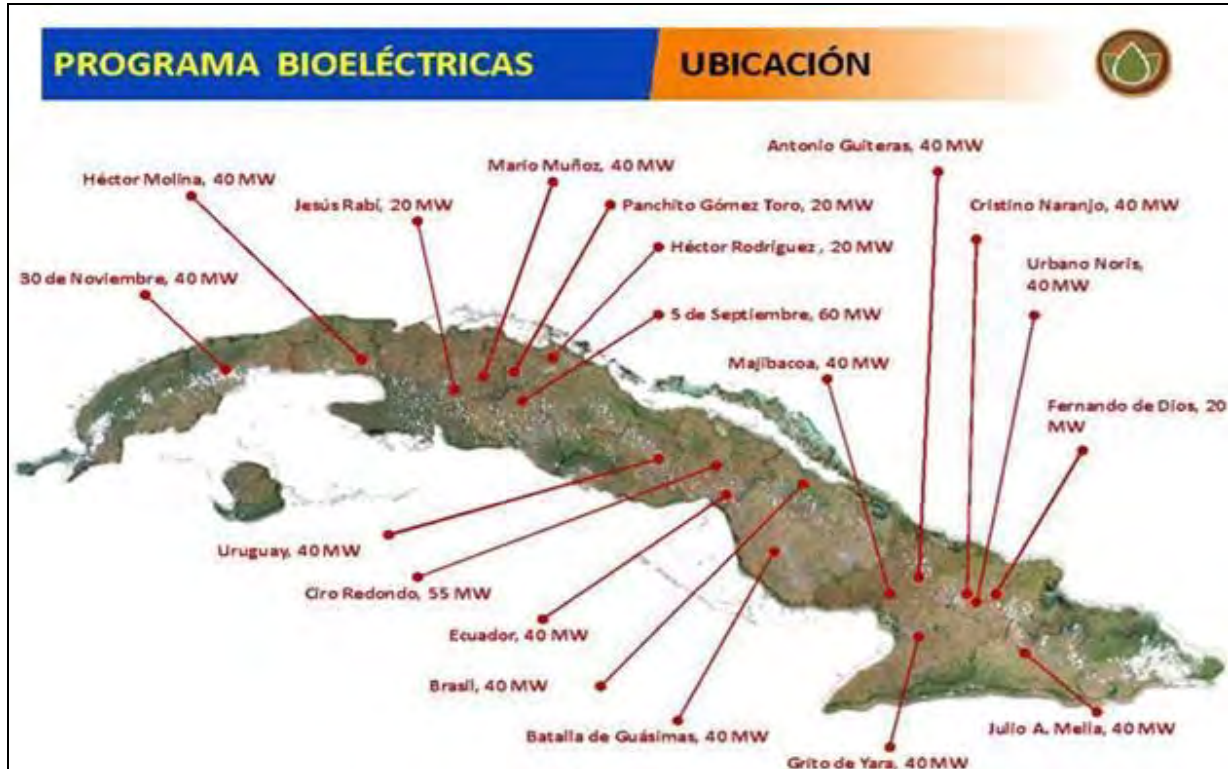 PROGRAMA BIOELÉCTRICAS
UBICACIÓN
Antonio Guiteras, 40 MW
Mario Muñoz, 40 MW
Héctor Molina, 40 MW
Jesús Rabí, 20 MW
Panchito Gómez Toro, 20 MW
Cristino Naranjo, 40 MW
Héctor Rodríguez , 20 MW
30 de Noviembre, 40 MW
Urbano Noris,
40 MW
5 de Septiembre, 60 MW
Majibacoa, 40 MW
Fernando de Dios, 20
MW
Uruguay, 40 MW
Ciro Redondo, 55 MW
Ecuador, 40 MW
Brasil, 40 MW
Batalla de Guásimas, 40 MW
Julio A. Mella, 40 MW
Grito de Yara, 40 MW